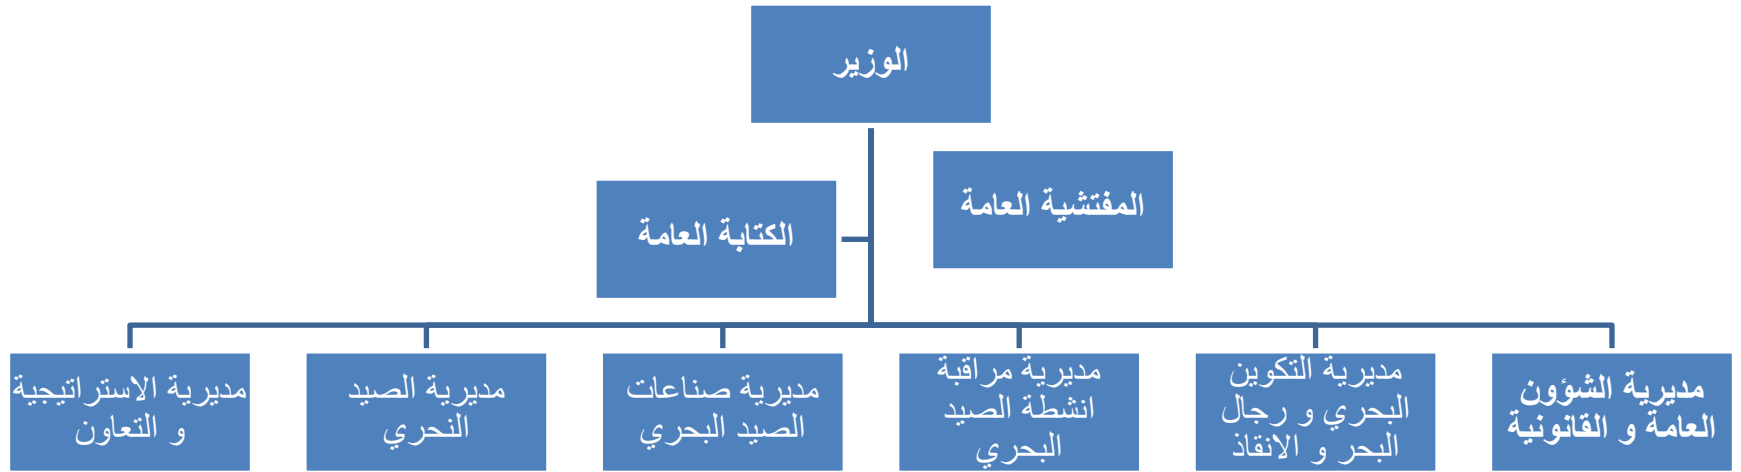 الوزير
المفتشية العامة
الكتابة العامة
مديرية الشؤون
العامة و القانونية
مديرية التكوين
البحري و رجال
البحر و الانقاذ
مديرية مراقبة
انشطة الصيد
البحري
مديرية صناعات
الصيد البحري
مديرية الصيد
النحري
مديرية الاستراتيجية
و التعاون